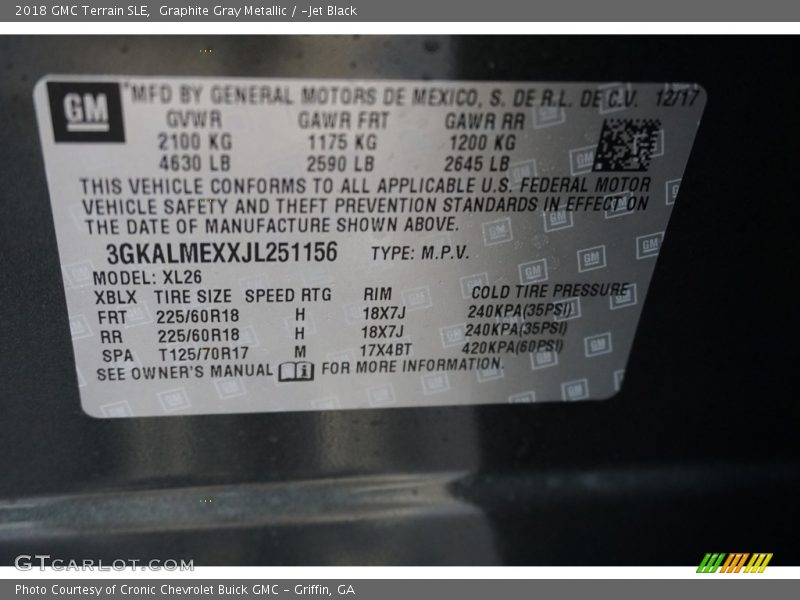 2018 GMC Terrain SLE,  Graphite Gray Metallic / -Jet Black
GM
MFD BY GENERAL MOTORS DE MEXICO, S. DE R.L. DE C.V. 12/17
GVWR GAWR FRT GAWR RR
2100 KG 1175 KG 1200 KG
4630 LB 2590 LB 2645 LB
THIS VEHICLE CONFORMS TO ALL APPLICABLE U.S. FEDERAL MOTOR
VEHICLE SAFETY AND THEFT PREVENTION STANDARDS IN EFFECT ON
THE DATE OF MANUFACTURE SHOWN ABOVE.
3GKALMEXXJL251156 TYPE: M.P.V.
MODEL: XL26
XBLX TIRE SIZE SPEED RTG RIM COLD TIRE PRESSURE
FRT 225/60R18 H 18X7J 240KPA(35PSI)
RR 225/60R18 H 18X7J 240KPA(35PSI)
SPA T125/70R17 M 17X4BT 420KPA(60PSI)
SEE OWNER'S MANUAL FOR MORE INFORMATION.
GTCARLOT.COM
Photo Courtesy of Cronic Chevrolet Buick GMC - Griffin, GA